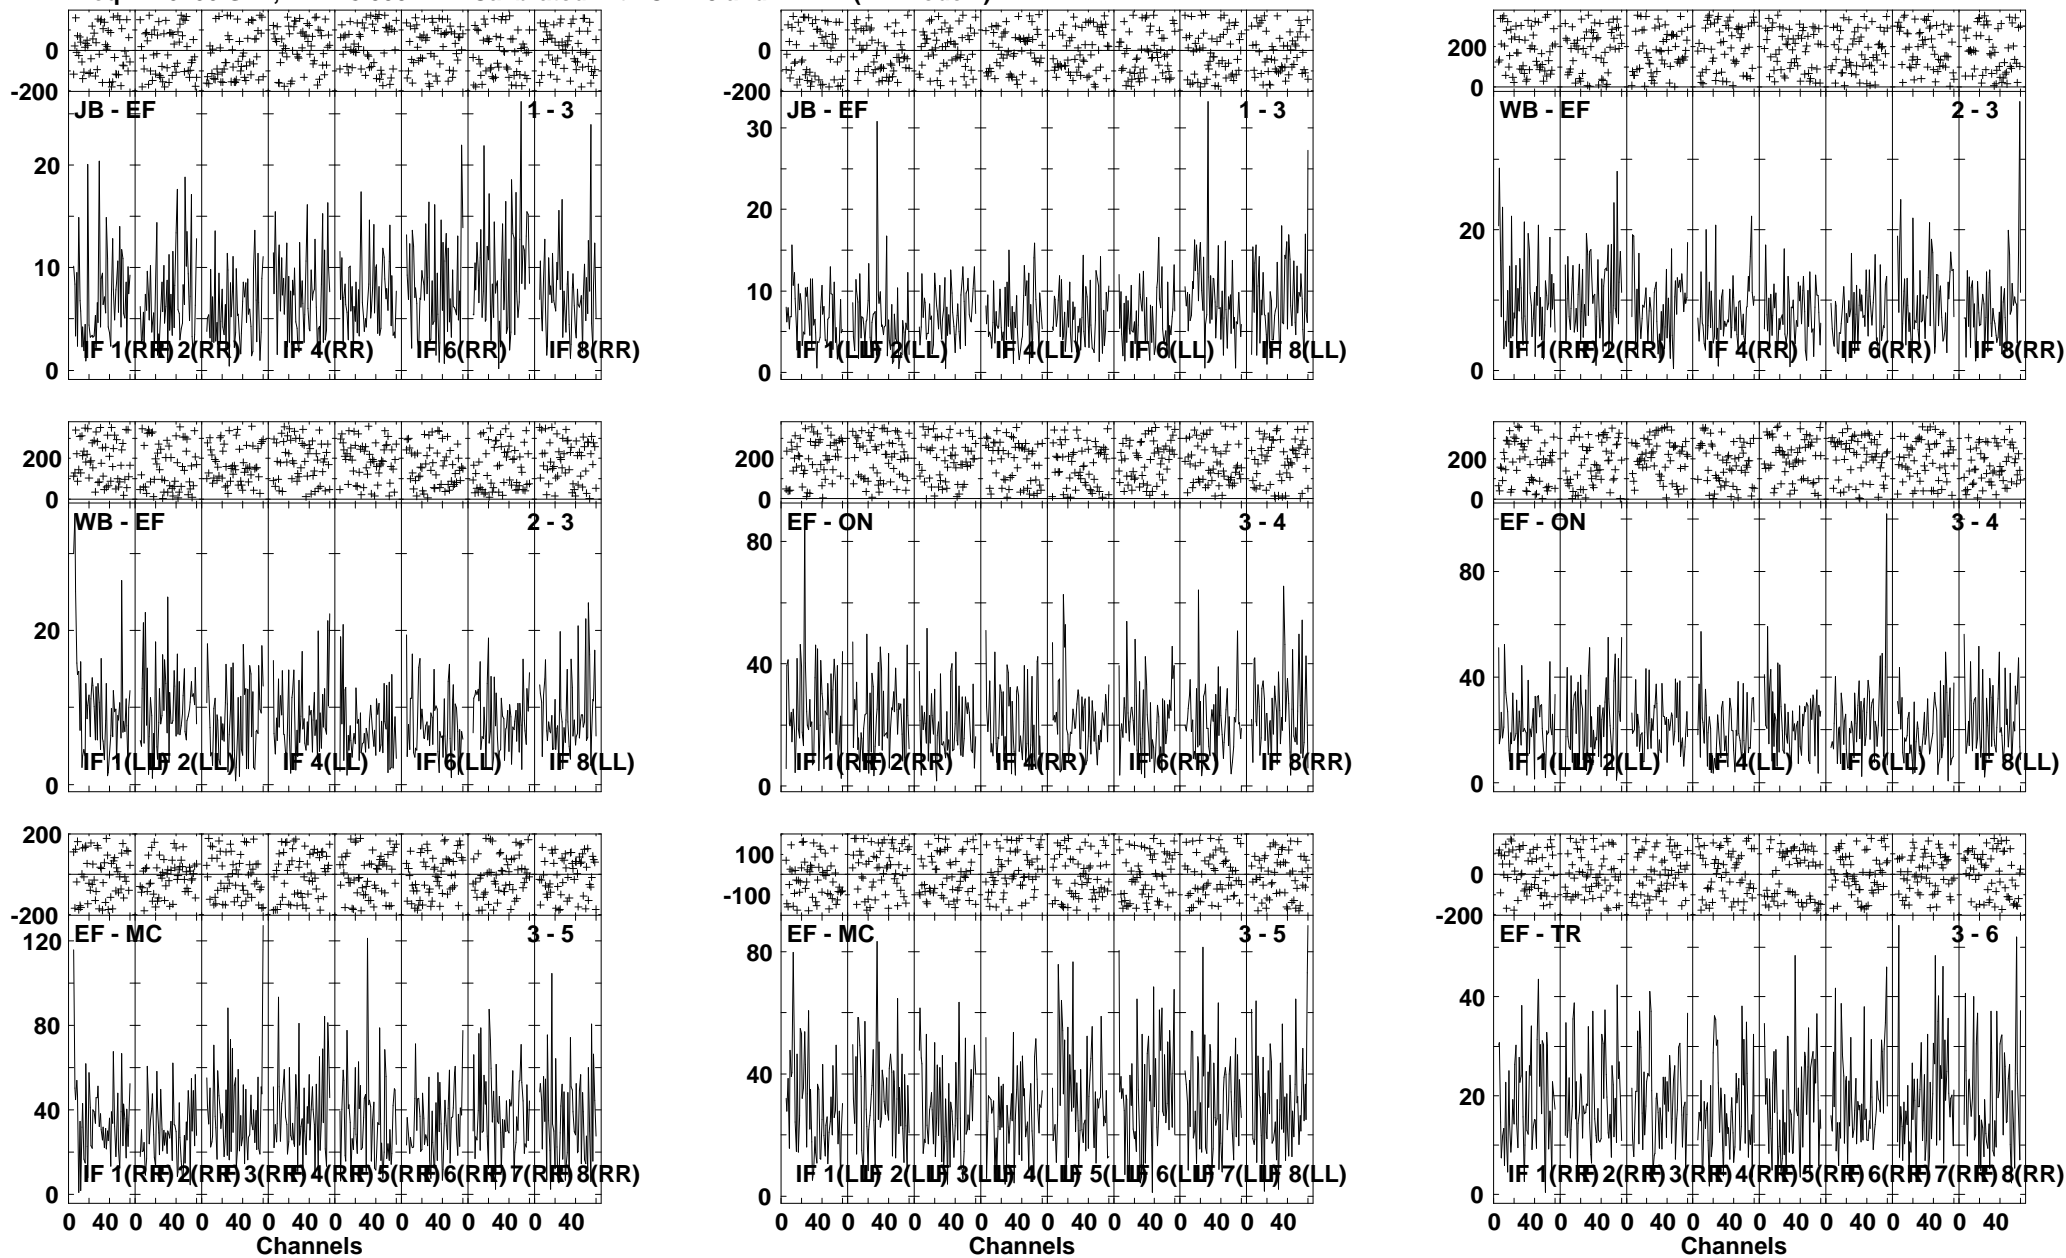 0
-200
JB - EF 1 - 3
20
10
0
IF 1(RR) IF 2(RR) IF 4(RR) IF 6(RR) IF 8(RR)
0
-200
JB - EF 1 - 3
30
20
10
0
IF 1(LL) IF 2(LL) IF 4(LL) IF 6(LL) IF 8(LL)
200
0
WB - EF 2 - 3
20
0
IF 1(RR) IF 2(RR) IF 4(RR) IF 6(RR) IF 8(RR)
200
0
WB - EF 2 - 3
20
0
IF 1(LL) IF 2(LL) IF 4(LL) IF 6(LL) IF 8(LL)
200
0
EF - ON 3 - 4
80
40
0
IF 1(RR) IF 2(RR) IF 4(RR) IF 6(RR) IF 8(RR)
200
0
EF - ON 3 - 4
80
40
0
IF 1(LL) IF 2(LL) IF 4(LL) IF 6(LL) IF 8(LL)
200
-200
EF - MC 3 - 5
120
80
40
0
IF 1(RR) IF 2(RR) IF 3(RR) IF 4(RR) IF 5(RR) IF 6(RR) IF 7(RR) IF 8(RR)
0 40 0 40 0 40 0 40 0 40 0 40 0 40 0 40
Channels
100
-100
EF - MC 3 - 5
80
40
0
IF 1(LL) IF 2(LL) IF 3(LL) IF 4(LL) IF 5(LL) IF 6(LL) IF 7(LL) IF 8(LL)
0 40 0 40 0 40 0 40 0 40 0 40 0 40 0 40
Channels
0
-200
EF - TR 3 - 6
40
20
0
IF 1(RR) IF 2(RR) IF 3(RR) IF 4(RR) IF 5(RR) IF 6(RR) IF 7(RR) IF 8(RR)
0 40 0 40 0 40 0 40 0 40 0 40 0 40 0 40
Channels